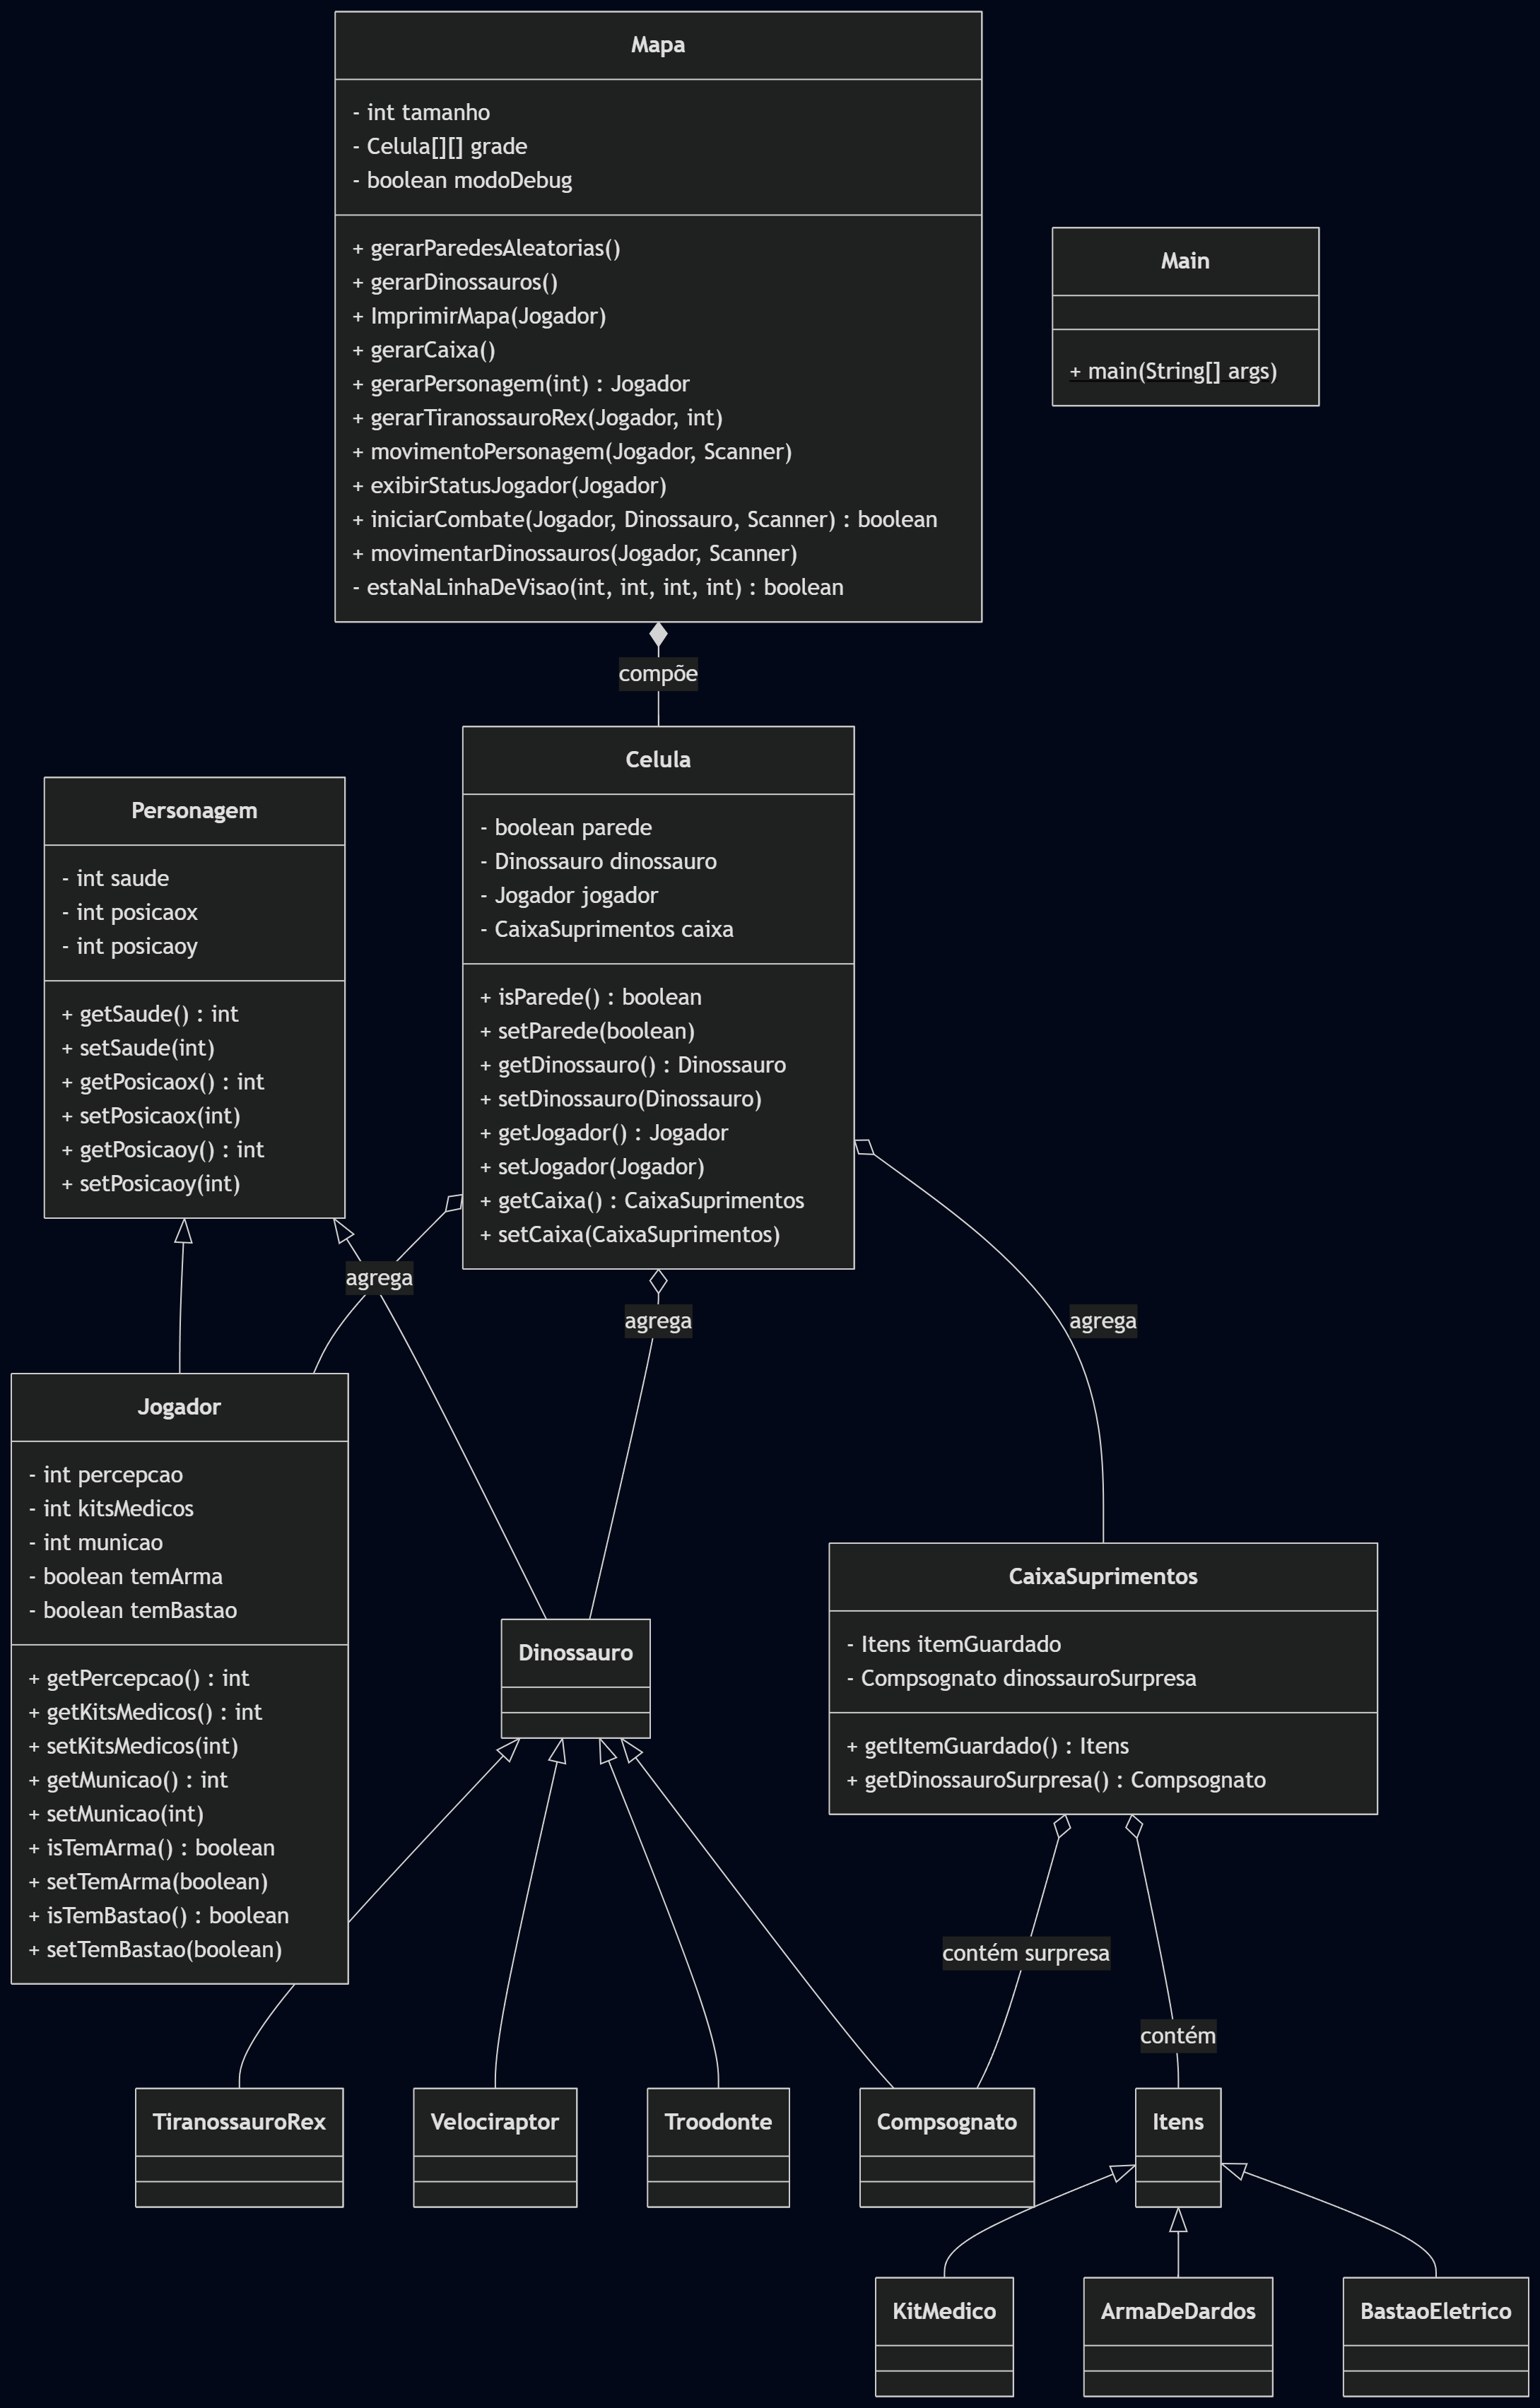 Mapa
- int tamanho
- Celula[][] grade
- boolean modoDebug
+ gerarParedesAleatorias()
+ gerarDinossauros()
+ ImprimirMapa(Jogador)
+ gerarCaixa()
+ gerarPersonagem(int) : Jogador
+ gerarTiranossauroRex(Jogador, int)
+ movimentoPersonagem(Jogador, Scanner)
+ exibirStatusJogador(Jogador)
+ iniciarCombate(Jogador, Dinossauro, Scanner) : boolean
+ movimentarDinossauros(Jogador, Scanner)
- estaNaLinhaDeVisao(int, int, int, int) : boolean
Main
+ main(String[] args)
compõe
Celula
- boolean parede
- Dinossauro dinossauro
- Jogador jogador
- CaixaSuprimentos caixa
+ isParede() : boolean
+ setParede(boolean)
+ getDinossauro() : Dinossauro
+ setDinossauro(Dinossauro)
+ getJogador() : Jogador
+ setJogador(Jogador)
+ getCaixa() : CaixaSuprimentos
+ setCaixa(CaixaSuprimentos)
Personagem
- int saude
- int posicaox
- int posicaoy
+ getSaude() : int
+ setSaude(int)
+ getPosicaox() : int
+ setPosicaox(int)
+ getPosicaoy() : int
+ setPosicaoy(int)
agrega
agrega
agrega
Jogador
- int percepcao
- int kitsMedicos
- int municao
- boolean temArma
- boolean temBastao
+ getPercepcao() : int
+ getKitsMedicos() : int
+ setKitsMedicos(int)
+ getMunicao() : int
+ setMunicao(int)
+ isTemArma() : boolean
+ setTemArma(boolean)
+ isTemBastao() : boolean
+ setTemBastao(boolean)
Dinossauro
CaixaSuprimentos
- Itens itemGuardado
- Compsognato dinossauroSurpresa
+ getItemGuardado() : Itens
+ getDinossauroSurpresa() : Compsognato
contém surpresa
contém
TiranossauroRex
Velociraptor
Troodonte
Compsognato
Itens
KitMedico
ArmaDeDardos
BastaoEletrico